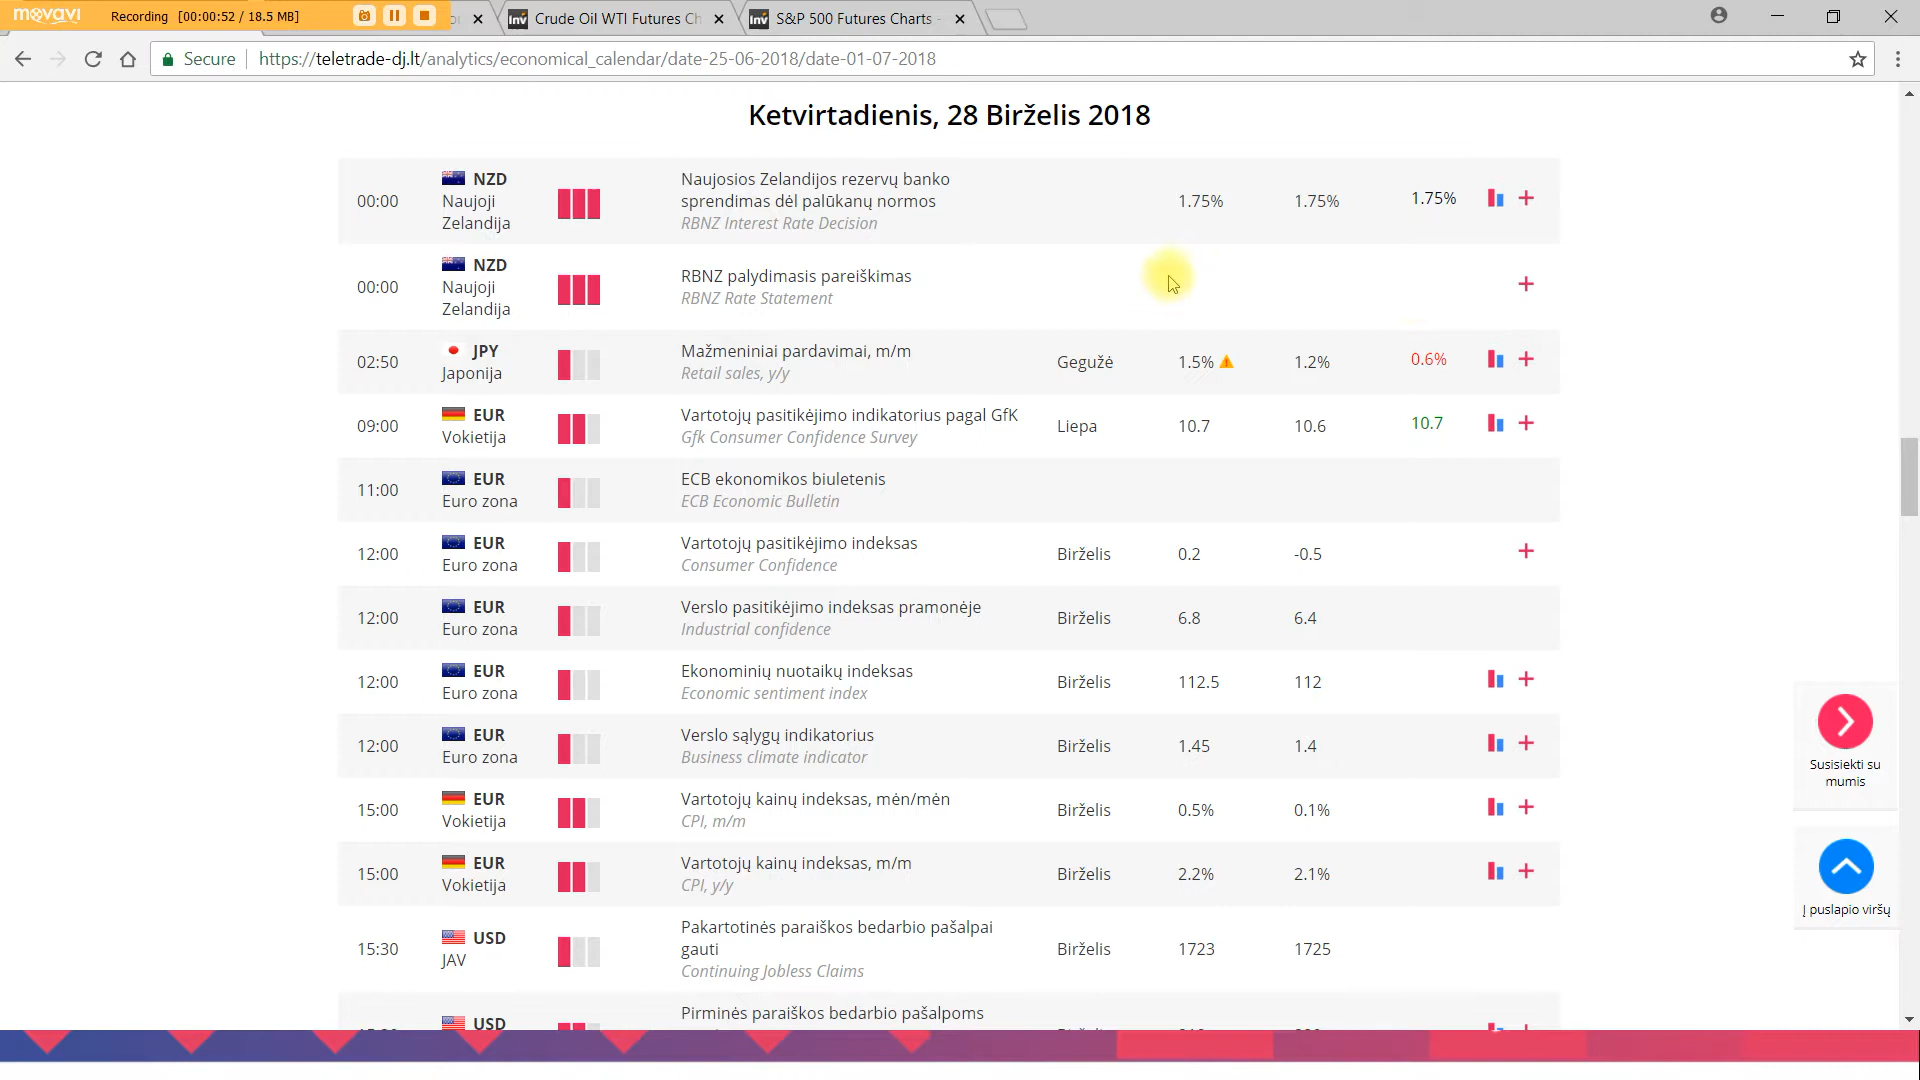 movavi
Recording [00:00:52 / 18.5 MB]
Crude Oil WTI Futures Ch
S&P 500 Futures Charts -
Secure
https://teletrade-dj.lt/analytics/economical_calendar/date-25-06-2018/date-01-07-2018
Ketvirtadienis, 28 Birželis 2018
00:00 NZD Naujoji Zelandija
Naujosios Zelandijos rezervų banko
sprendimas dėl palūkanų normos
RBNZ Interest Rate Decision
1.75% 1.75% 1.75%
00:00 NZD Naujoji Zelandija
RBNZ palydimasis pareiškimas
RBNZ Rate Statement
02:50 JPY Japonija
Mažmeniniai pardavimai, m/m
Retail sales, y/y
Gegužė 1.5% 1.2% 0.6%
09:00 EUR Vokietija
Vartotojų pasitikėjimo indikatorius pagal GfK
Gfk Consumer Confidence Survey
Liepa 10.7 10.6 10.7
11:00 EUR Euro zona
ECB ekonomikos biuletenis
ECB Economic Bulletin
12:00 EUR Euro zona
Vartotojų pasitikėjimo indeksas
Consumer Confidence
Birželis 0.2 -0.5
12:00 EUR Euro zona
Verslo pasitikėjimo indeksas pramonėje
Industrial confidence
Birželis 6.8 6.4
12:00 EUR Euro zona
Ekonominių nuotaikų indeksas
Economic sentiment index
Birželis 112.5 112
12:00 EUR Euro zona
Verslo sąlygų indikatorius
Business climate indicator
Birželis 1.45 1.4
15:00 EUR Vokietija
Vartotojų kainų indeksas, mėn/mėn
CPI, m/m
Birželis 0.5% 0.1%
15:00 EUR Vokietija
Vartotojų kainų indeksas, m/m
CPI, y/y
Birželis 2.2% 2.1%
15:30 USD JAV
Pakartotinės paraiškos bedarbio pašalpai
gauti
Continuing Jobless Claims
Birželis 1723 1725
USD
Pirminės paraiškos bedarbio pašalpoms
Susisiekti su
mumis
Į puslapio viršų